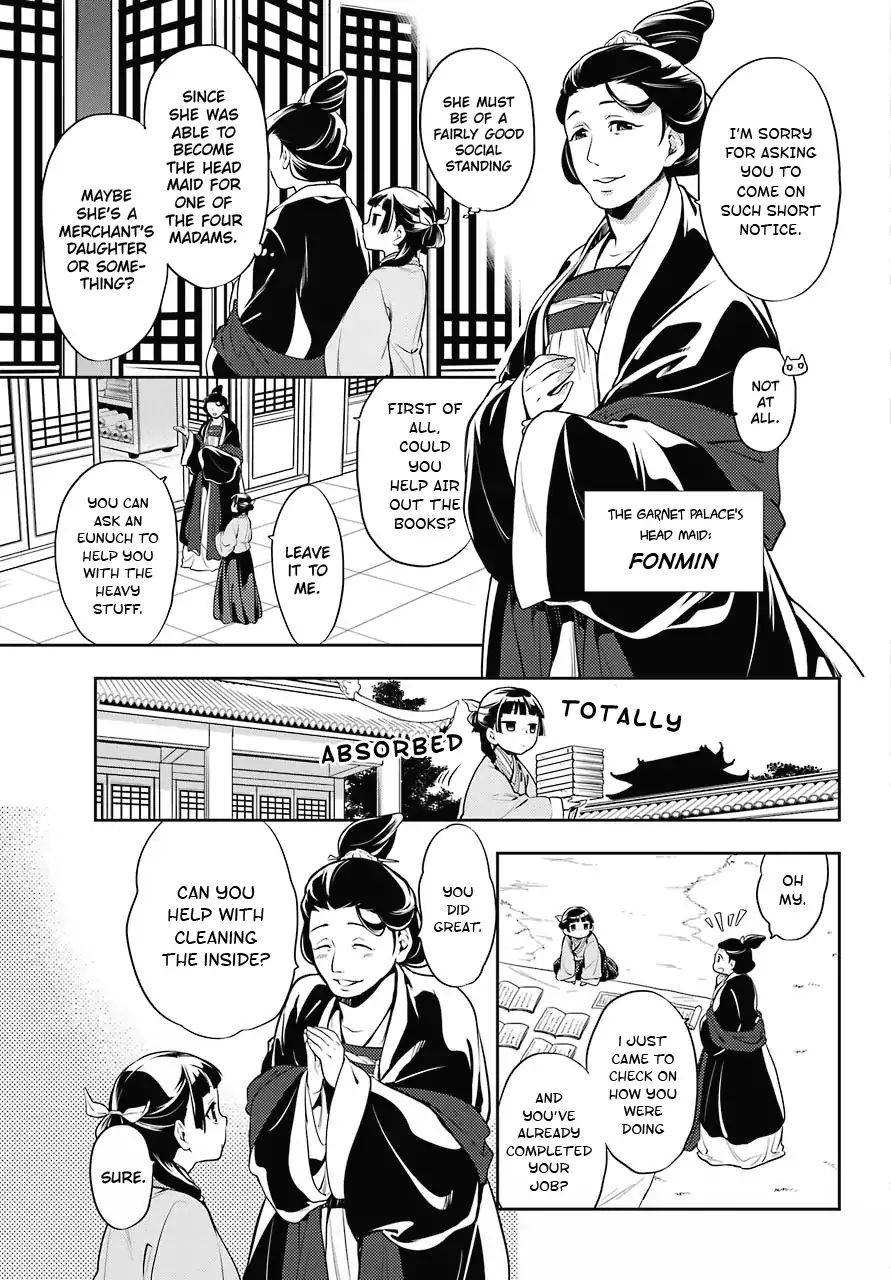 I'M SORRY
FOR ASKING
YOU TO
COME ON
SUCH SHORT
NOTICE.
NOT
AT
ALL.
THE GARNET PALACE'S
HEAD MAID:
FONMIN
SHE MUST
BE OF A
FAIRLY GOOD
SOCIAL
STANDING
SINCE
SHE WAS
ABLE TO
BECOME
THE HEAD
MAID FOR
ONE OF
THE FOUR
MADAMS.
MAYBE
SHE'S A
MERCHANT'S
DAUGHTER
OR SOME-
THING?
FIRST OF
ALL,
COULD
YOU
HELP AIR
OUT THE
BOOKS?
LEAVE
IT TO
ME.
YOU CAN
ASK AN
EUNUCH TO
HELP YOU
WITH THE
HEAVY
STUFF.
TOTALLY
ABSORBED
OH
MY.
I JUST
CAME TO
CHECK ON
HOW YOU
WERE
DOING
AND
YOU'VE
ALREADY
COMPLETED
YOUR
JOB?
YOU
DID
GREAT.
CAN YOU
HELP WITH
CLEANING
THE INSIDE?
SURE.